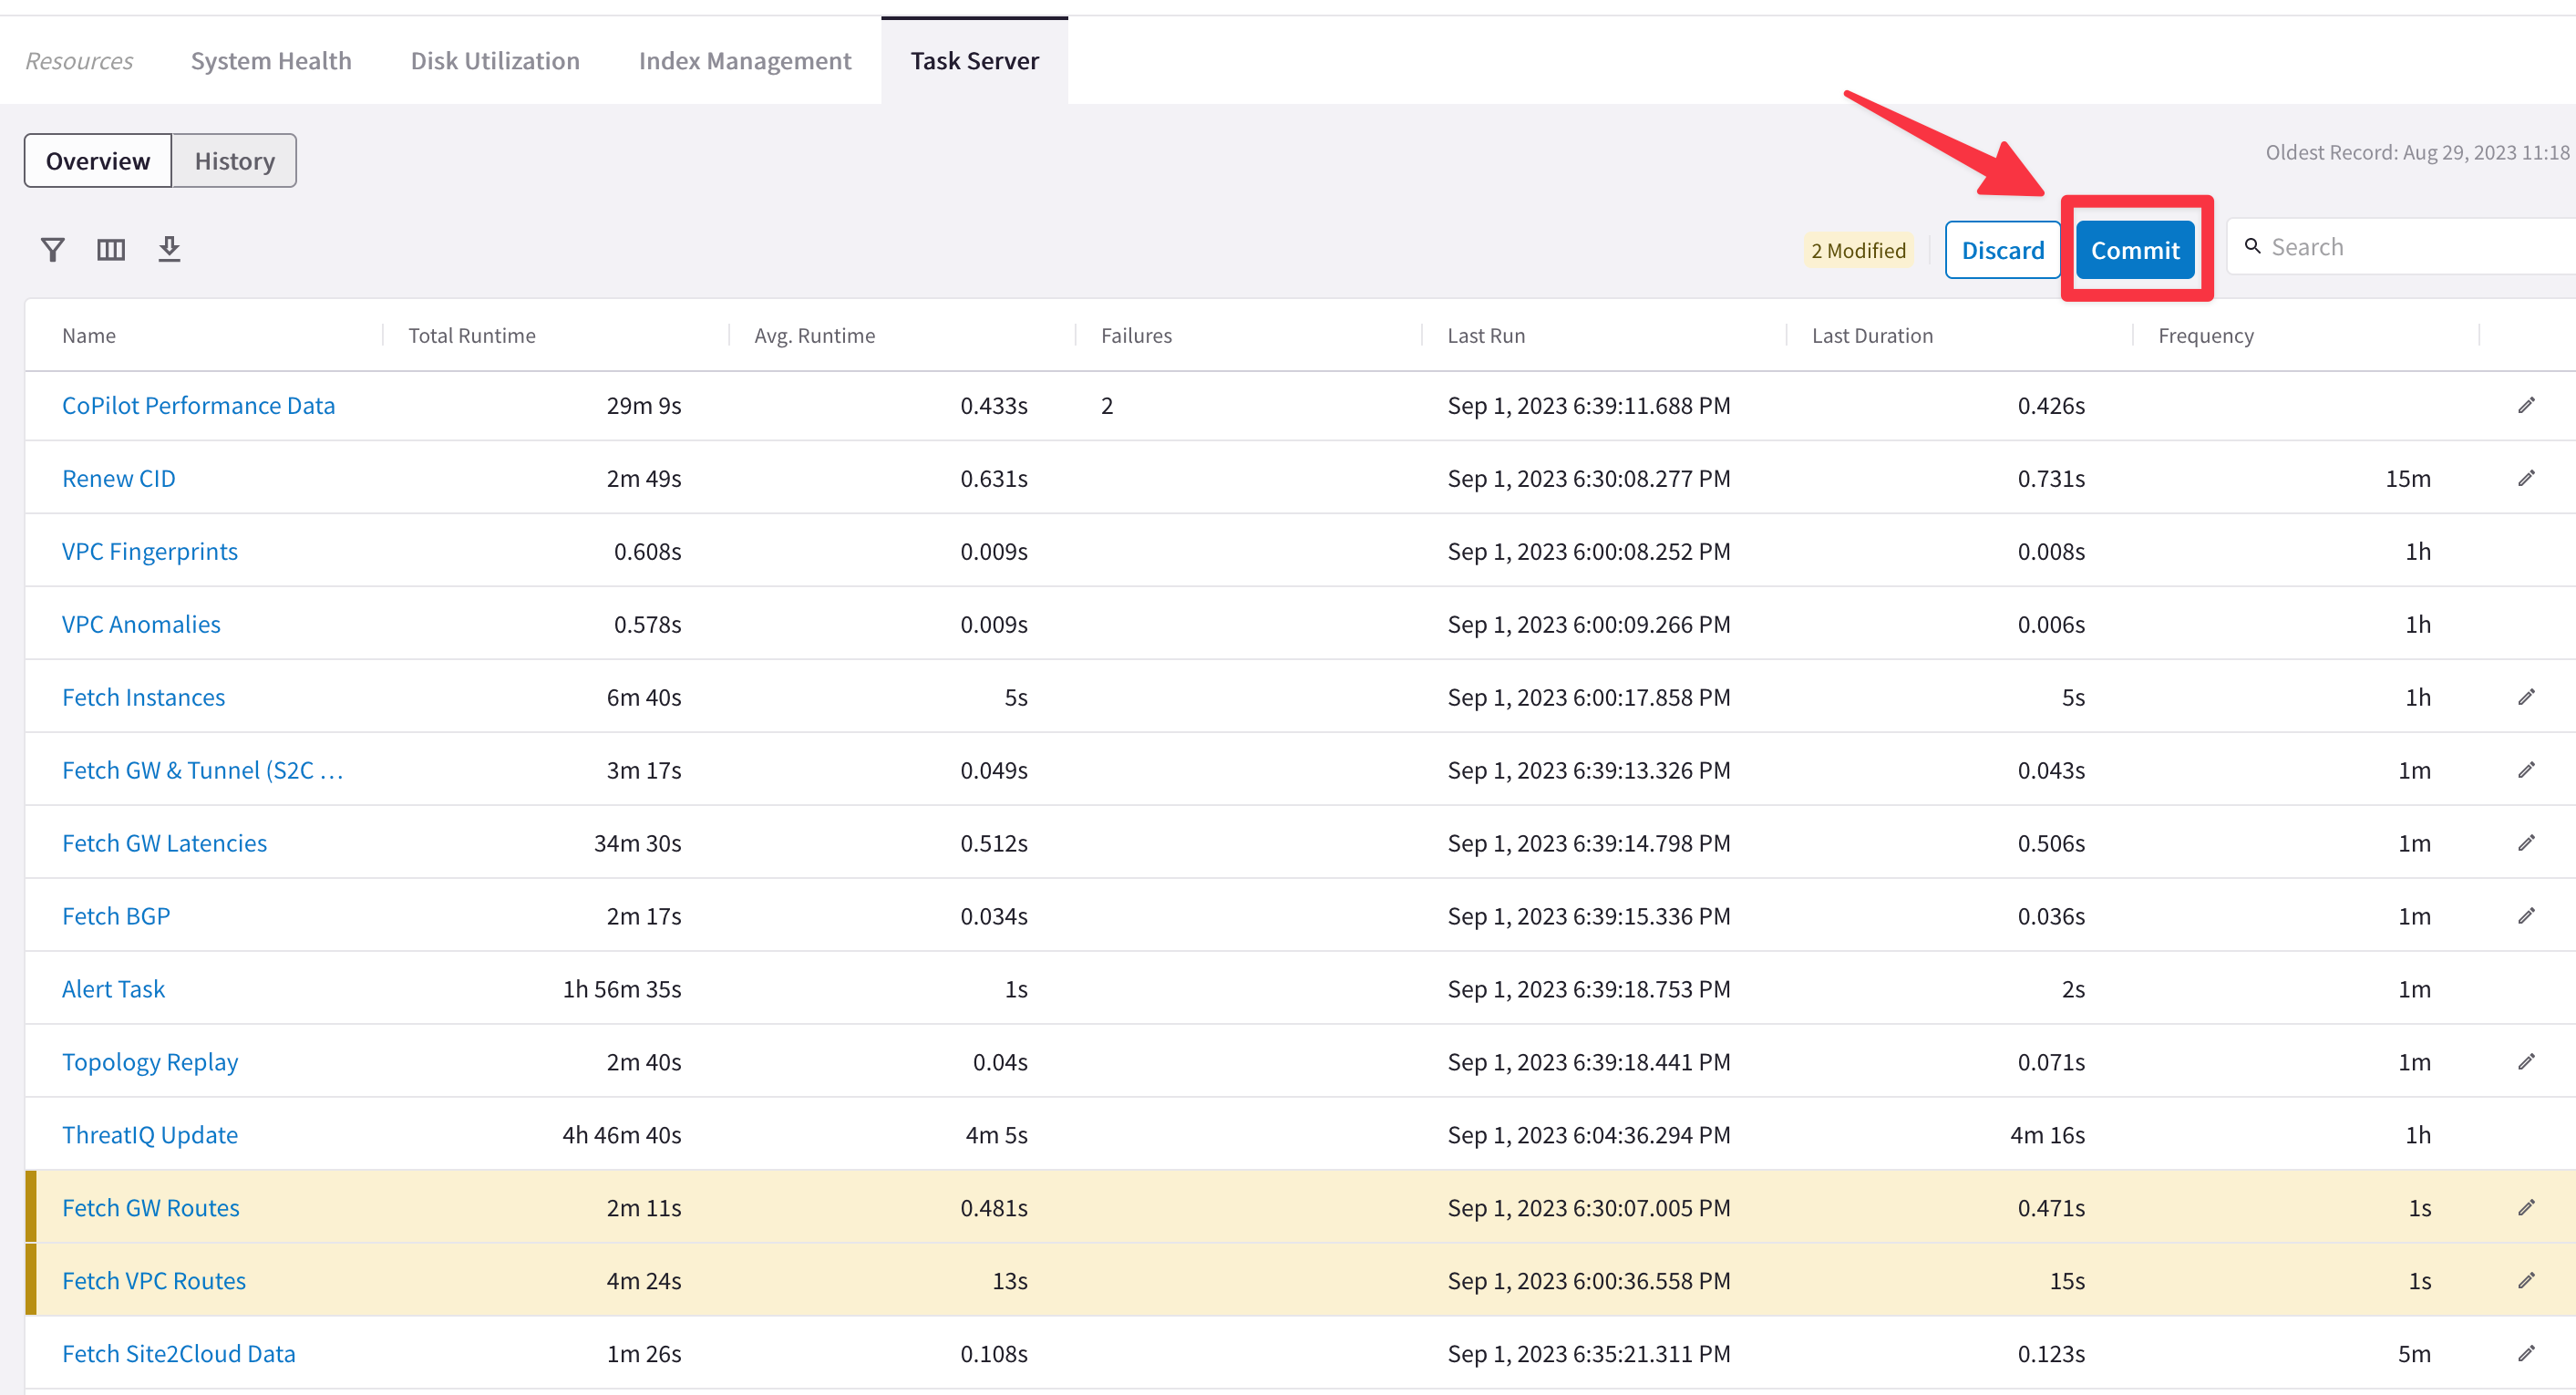 Resources System Health Disk Utilization Index Management Task Server
Overview History
Oldest Record: Aug 29, 2023 11:18
2 Modified Discard Commit Search
Name Total Runtime Avg. Runtime Failures Last Run Last Duration Frequency
CoPilot Performance Data 29m 9s 0.433s 2 Sep 1, 2023 6:39:11.688 PM 0.426s
Renew CID 2m 49s 0.631s Sep 1, 2023 6:30:08.277 PM 0.731s 15m
VPC Fingerprints 0.608s 0.009s Sep 1, 2023 6:00:08.252 PM 0.008s 1h
VPC Anomalies 0.578s 0.009s Sep 1, 2023 6:00:09.266 PM 0.006s 1h
Fetch Instances 6m 40s 5s Sep 1, 2023 6:00:17.858 PM 5s 1h
Fetch GW & Tunnel (S2C … 3m 17s 0.049s Sep 1, 2023 6:39:13.326 PM 0.043s 1m
Fetch GW Latencies 34m 30s 0.512s Sep 1, 2023 6:39:14.798 PM 0.506s 1m
Fetch BGP 2m 17s 0.034s Sep 1, 2023 6:39:15.336 PM 0.036s 1m
Alert Task 1h 56m 35s 1s Sep 1, 2023 6:39:18.753 PM 2s 1m
Topology Replay 2m 40s 0.04s Sep 1, 2023 6:39:18.441 PM 0.071s 1m
ThreatIQ Update 4h 46m 40s 4m 5s Sep 1, 2023 6:04:36.294 PM 4m 16s 1h
Fetch GW Routes 2m 11s 0.481s Sep 1, 2023 6:30:07.005 PM 0.471s 1s
Fetch VPC Routes 4m 24s 13s Sep 1, 2023 6:00:36.558 PM 15s 1s
Fetch Site2Cloud Data 1m 26s 0.108s Sep 1, 2023 6:35:21.311 PM 0.123s 5m